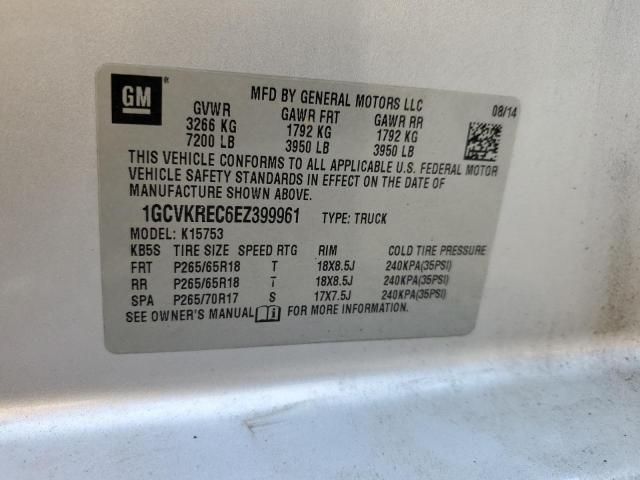 GM ®
MFD BY GENERAL MOTORS LLC 08/14
GVWR GAWR FRT GAWR RR
3266 KG 1792 KG 1792 KG
7200 LB 3950 LB 3950 LB
THIS VEHICLE CONFORMS TO ALL APPLICABLE U.S. FEDERAL MOTOR
VEHICLE SAFETY STANDARDS IN EFFECT ON THE DATE OF
MANUFACTURE SHOWN ABOVE.
1GCVKREC6EZ399961 TYPE: TRUCK
MODEL: K15753
KB5S TIRE SIZE SPEED RTG RIM COLD TIRE PRESSURE
FRT P265/65R18 T 18X8.5J 240KPA(35PSI)
RR P265/65R18 T 18X8.5J 240KPA(35PSI)
SPA P265/70R17 S 17X7.5J 240KPA(35PSI)
SEE OWNER'S MANUAL FOR MORE INFORMATION.